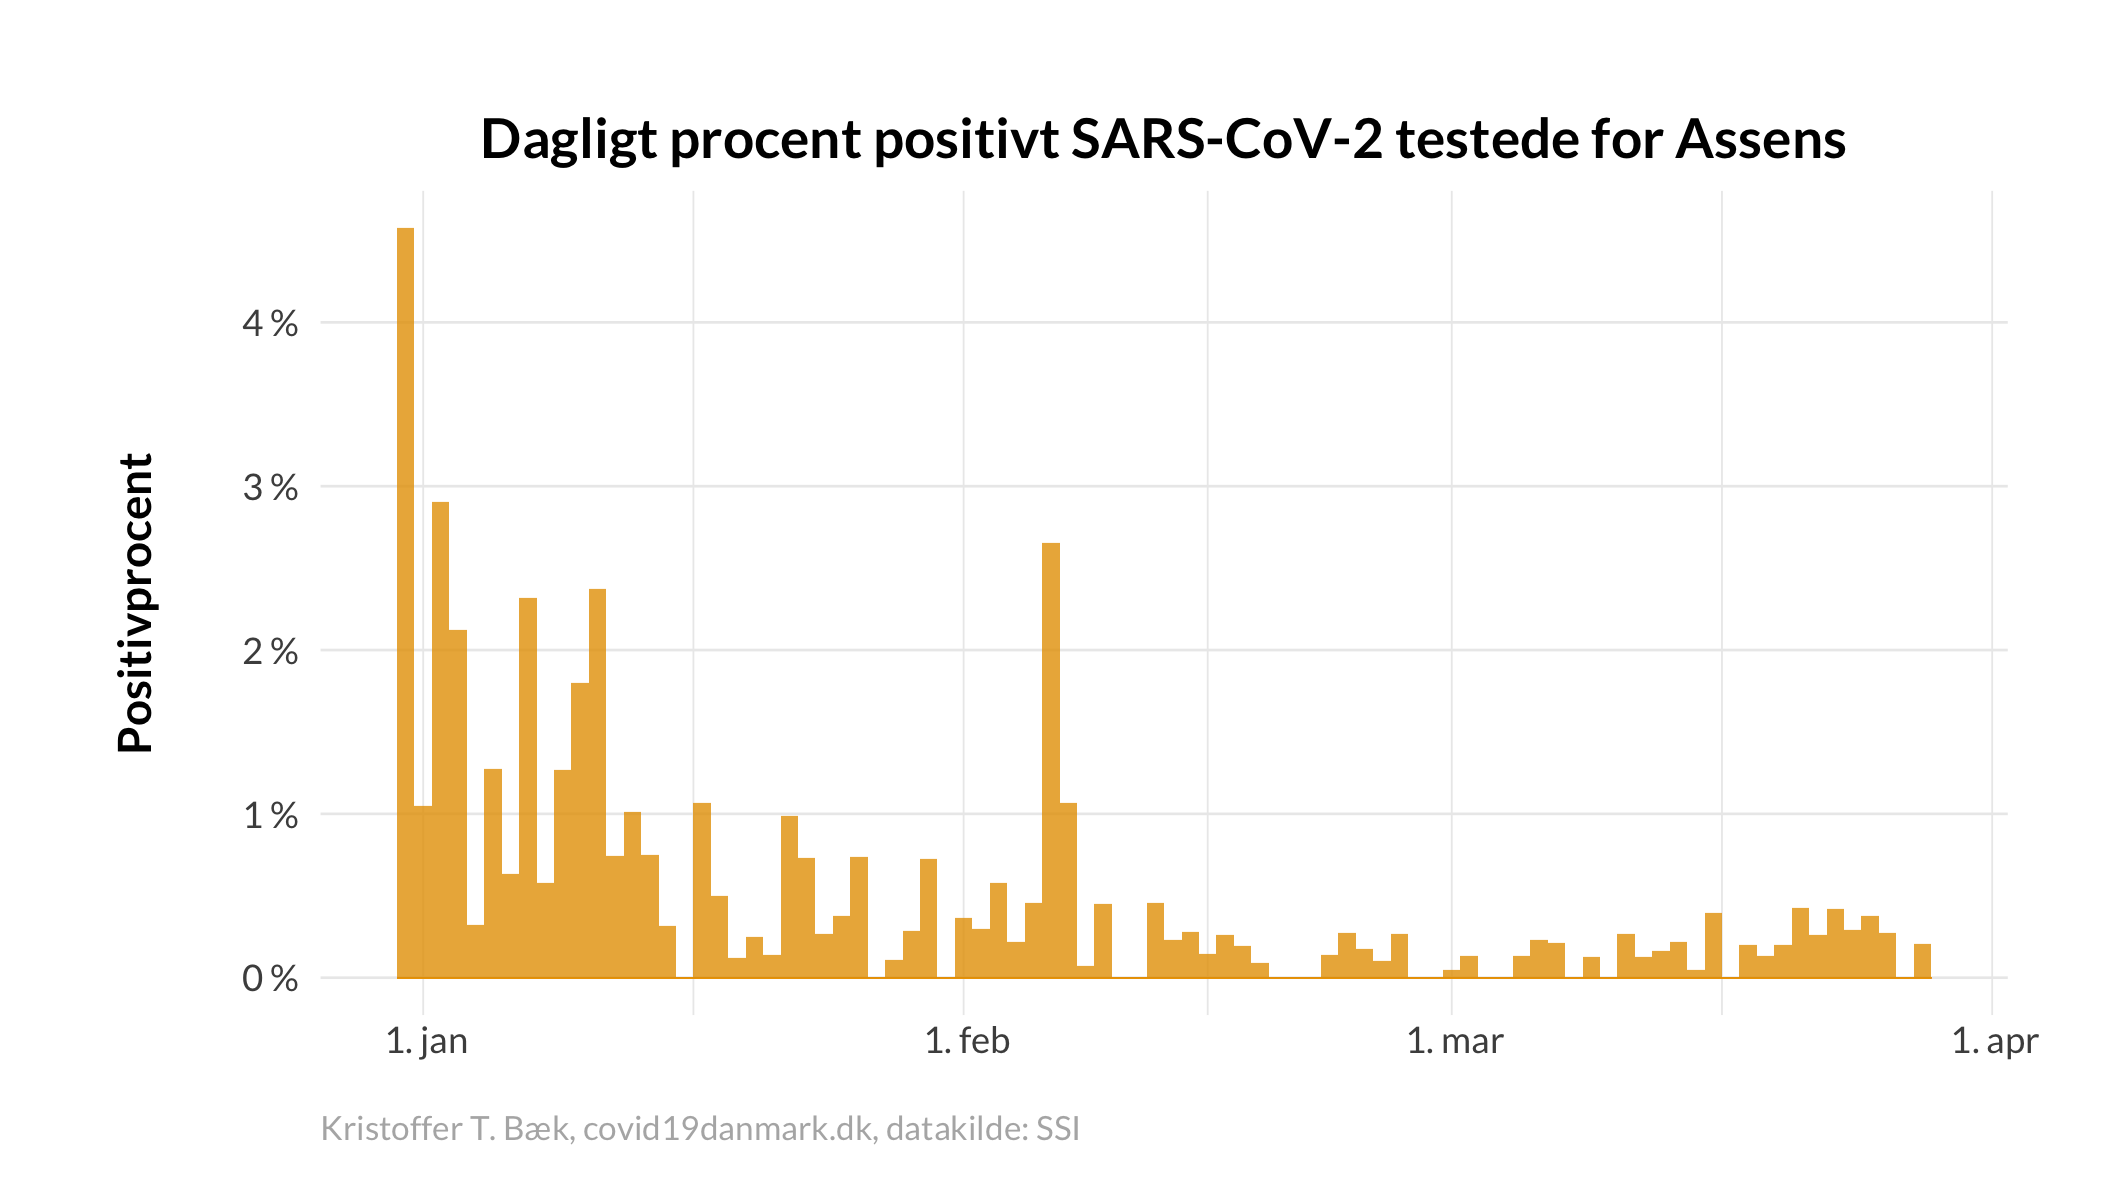 Dagligt procent positivt SARS-CoV-2 testede for Assens
Positivprocent
4 %
3 %
2 %
1 %
0 %
1. jan
1. feb
1. mar
1. apr
Kristoffer T. Bæk, covid19danmark.dk, datakilde: SSI